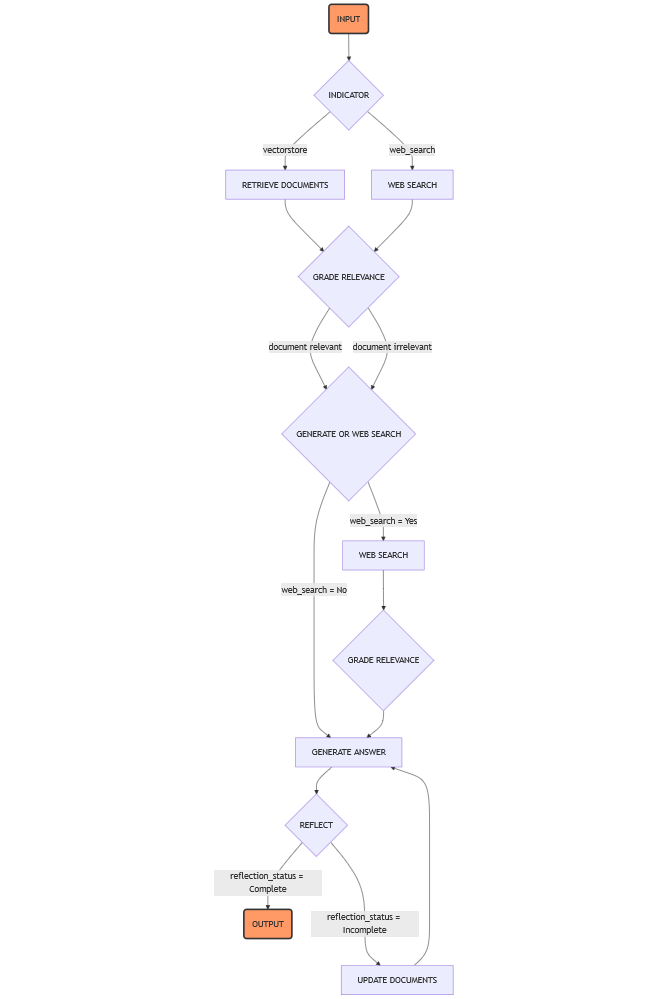 INPUT
INDICATOR
vectorstore
web_search
RETRIEVE DOCUMENTS
WEB SEARCH
GRADE RELEVANCE
document relevant
document irrelevant
GENERATE OR WEB SEARCH
web_search = Yes
WEB SEARCH
web_search = No
GRADE RELEVANCE
GENERATE ANSWER
REFLECT
reflection_status =
Complete
reflection_status =
Incomplete
OUTPUT
UPDATE DOCUMENTS